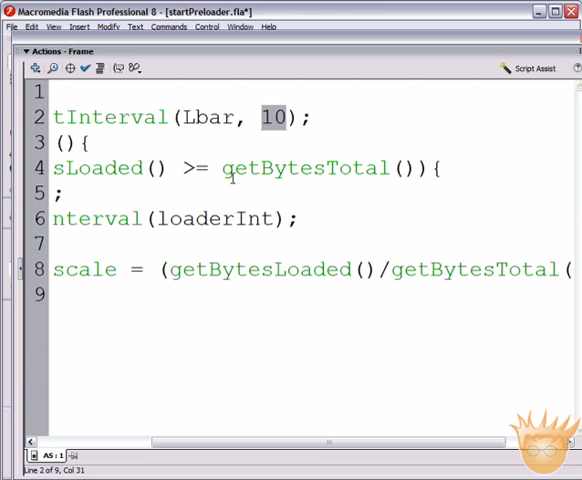 Macromedia Flash Professional 8 - [startPreloader.fla*]
File Edit View Insert Modify Text Commands Control Window Help
Actions - Frame
Script Assist
1
2 tInterval(Lbar, 10);
3 (){
4 sLoaded() >= getBytesTotal()){
5 ;
6 nterval(loaderInt);
7
8 scale = (getBytesLoaded()/getBytesTotal(
9
AS : 1
Line 2 of 9, Col 31